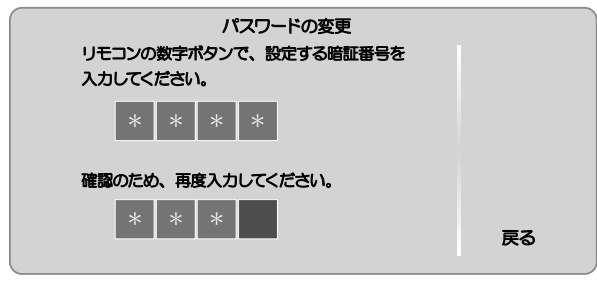 パスワードの変更
リモコンの数字ボタンで、設定する暗証番号を
入力してください。
＊ ＊ ＊ ＊
確認のため、再度入力してください。
＊ ＊ ＊
戻る